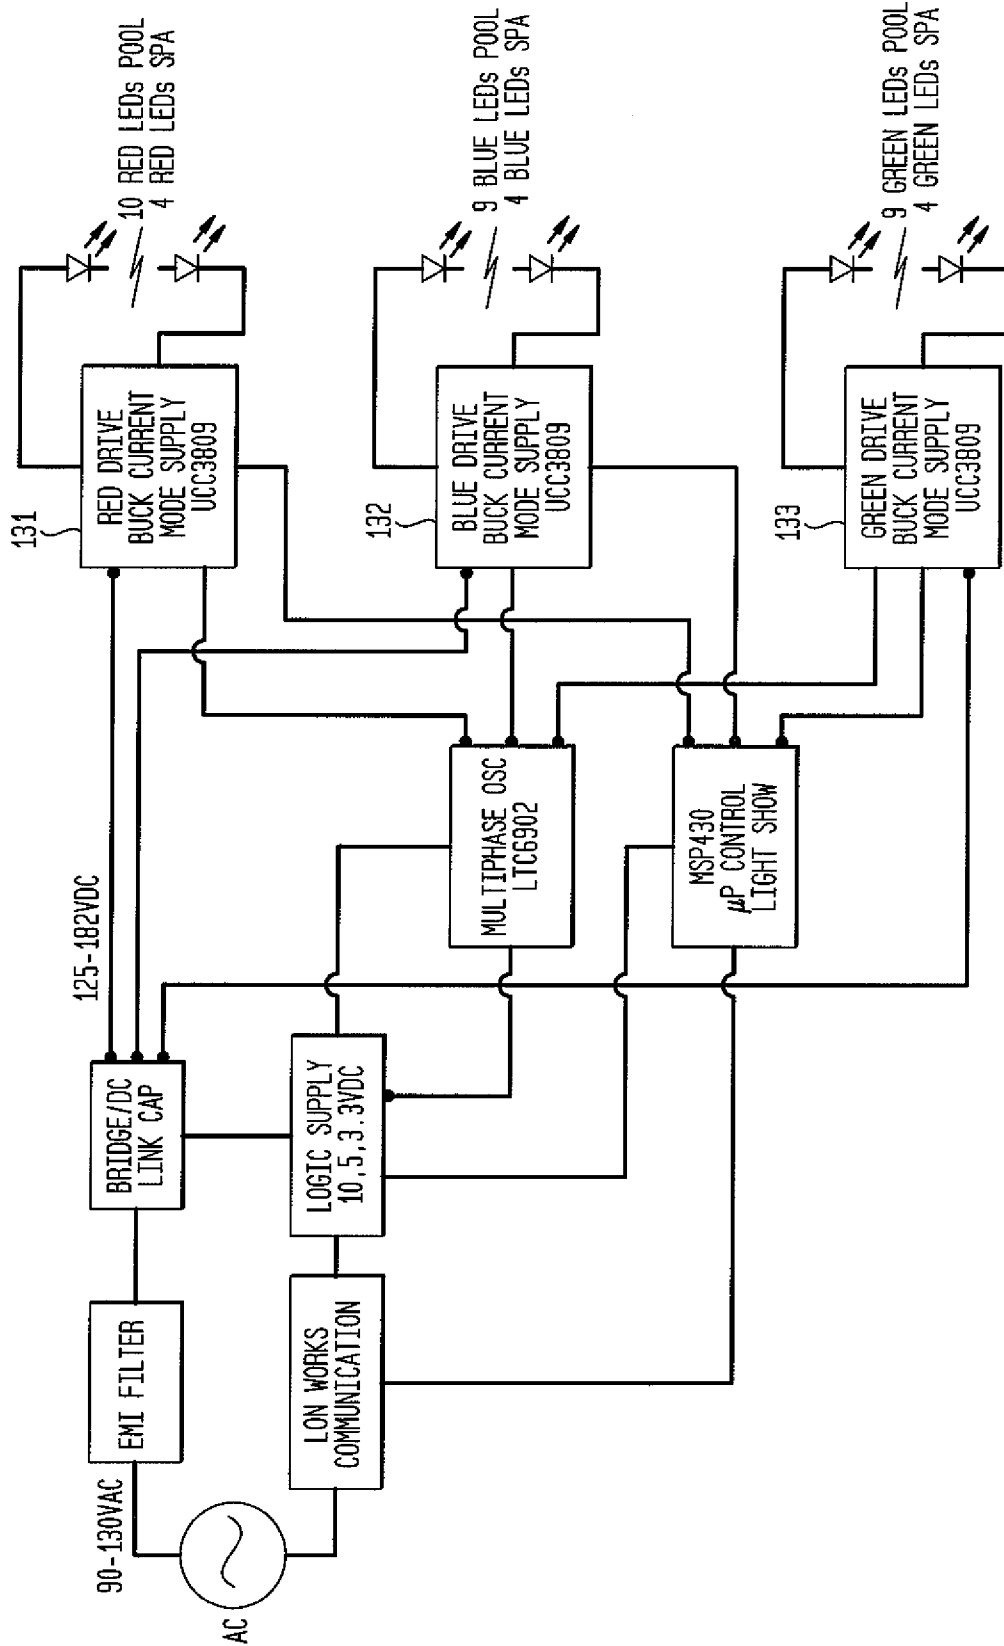 AC
90-130VAC
EMI FILTER
BRIDGE/DC
LINK CAP
125-182VDC
LON WORKS
COMMUNICATION
LOGIC SUPPLY
10,5,3.3VDC
MULTIPHASE OSC
LTC6902
MSP430
µP CONTROL
LIGHT SHOW
131
RED DRIVE
BUCK CURRENT
MODE SUPPLY
UCC3809
10 RED LEDs POOL
4 RED LEDs SPA
132
BLUE DRIVE
BUCK CURRENT
MODE SUPPLY
UCC3809
9 BLUE LEDs POOL
4 BLUE LEDs SPA
133
GREEN DRIVE
BUCK CURRENT
MODE SUPPLY
UCC3809
9 GREEN LEDs POOL
4 GREEN LEDs SPA